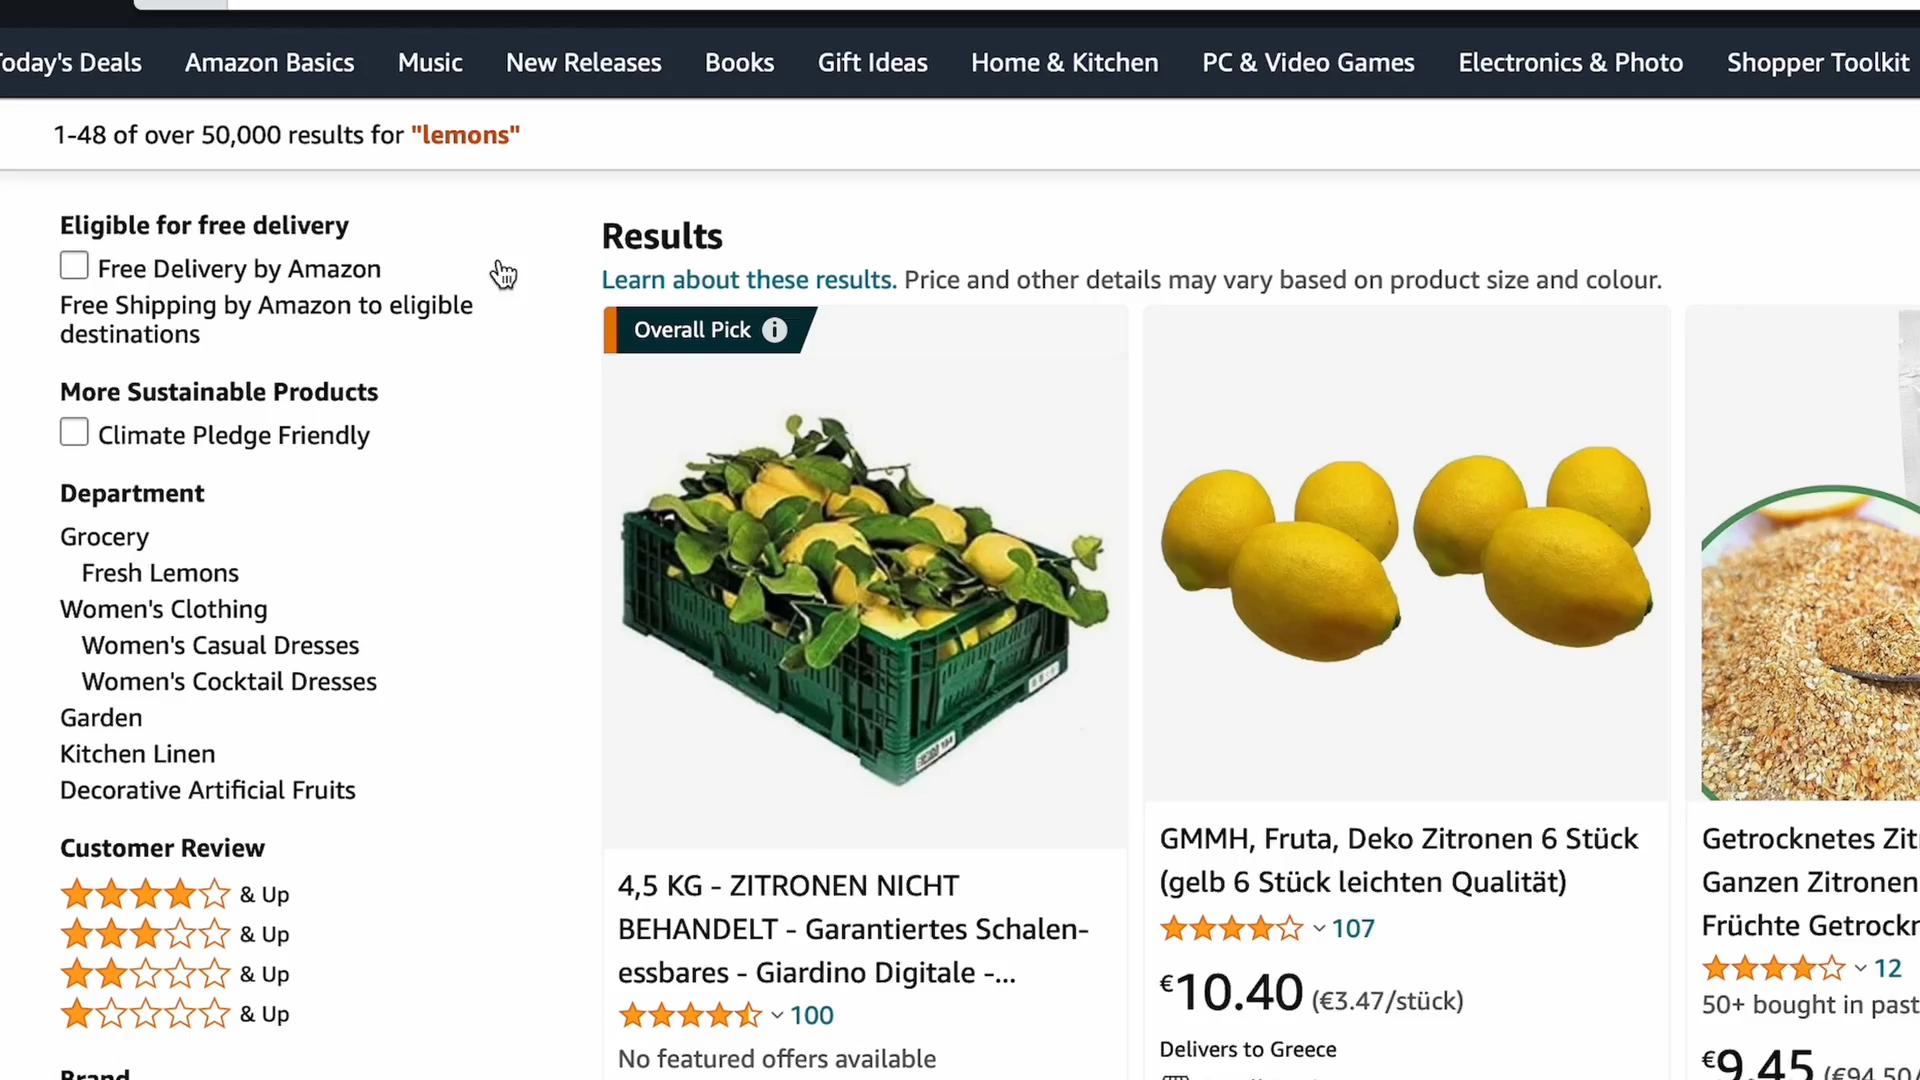 Today's Deals Amazon Basics Music New Releases Books Gift Ideas Home & Kitchen PC & Video Games Electronics & Photo Shopper Toolkit
1-48 of over 50,000 results for "lemons"
Eligible for free delivery
Free Delivery by Amazon
Free Shipping by Amazon to eligible
destinations
More Sustainable Products
Climate Pledge Friendly
Department
Grocery
Fresh Lemons
Women's Clothing
Women's Casual Dresses
Women's Cocktail Dresses
Garden
Kitchen Linen
Decorative Artificial Fruits
Customer Review
& Up
& Up
& Up
& Up
Brand
Results
Learn about these results. Price and other details may vary based on product size and colour.
Overall Pick
4,5 KG - ZITRONEN NICHT
BEHANDELT - Garantiertes Schalen-
essbares - Giardino Digitale -...
100
No featured offers available
GMMH, Fruta, Deko Zitronen 6 Stück
(gelb 6 Stück leichten Qualität)
107
€10.40 (€3.47/stück)
Delivers to Greece
Getrocknetes Zit
Ganzen Zitronen
Früchte Getrockn
12
50+ bought in past
€9.45 (€94.50/